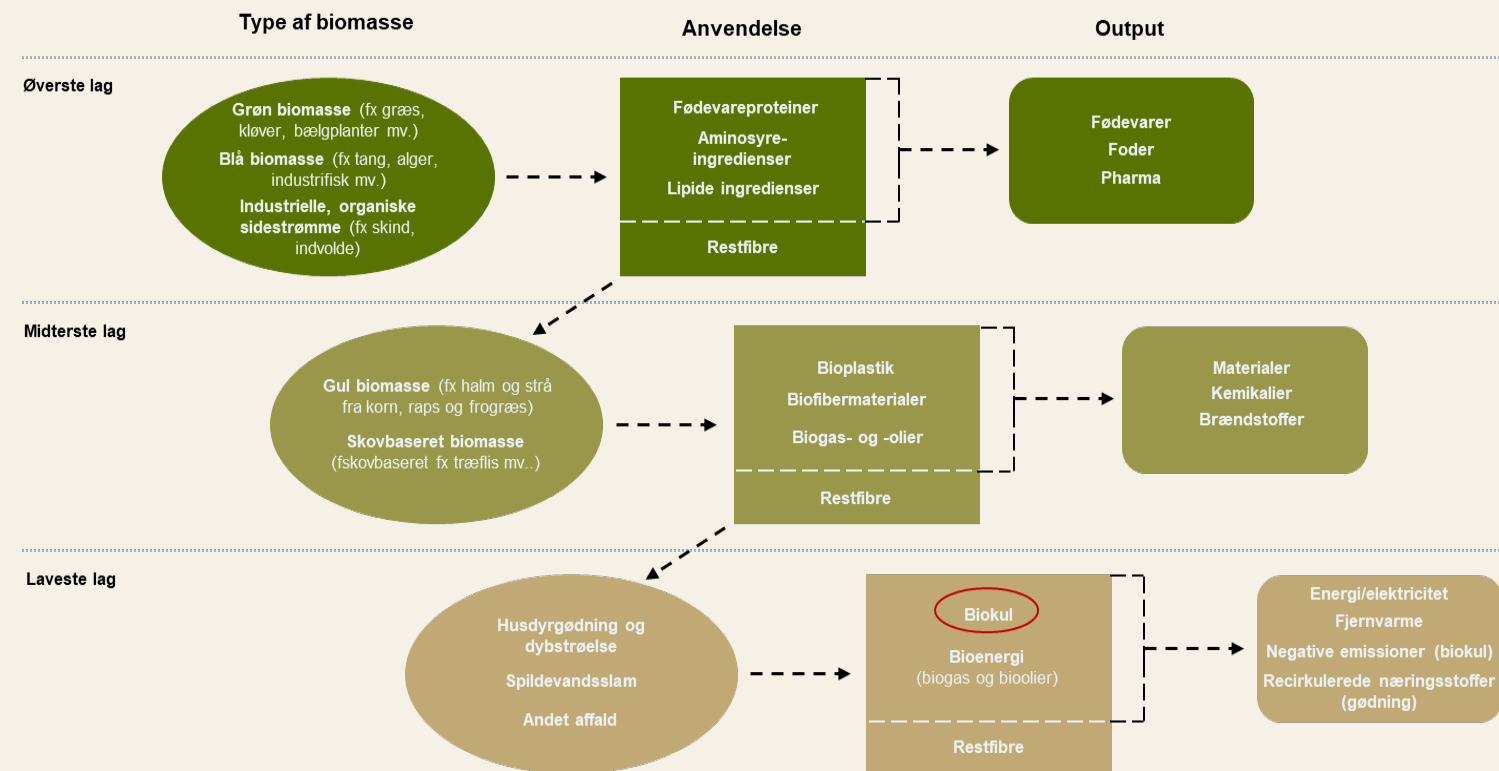 Type af biomasse
Anvendelse
Output
Øverste lag
Grøn biomasse (fx græs,
kløver, bælgplanter mv.)
Blå biomasse (fx tang, alger,
industrifisk mv.)
Industrielle, organiske
sidestrømme (fx skind,
indvolde)
Fødevareproteiner
Aminosyre-
ingredienser
Lipide ingredienser
Restfibre
Fødevarer
Foder
Pharma
Midterste lag
Gul biomasse (fx halm og strå
fra korn, raps og frogræs)
Skovbaseret biomasse
(fskovbaseret fx træflis mv..)
Bioplastik
Biofibermaterialer
Biogas- og -olier
Restfibre
Materialer
Kemikalier
Brændstoffer
Laveste lag
Husdyrgødning og
dybstrøelse
Spildevandsslam
Andet affald
Biokul
Bioenergi
(biogas og bioolier)
Restfibre
Energi/elektricitet
Fjernvarme
Negative emissioner (biokul)
Recirkulerede næringsstoffer
(gødning)